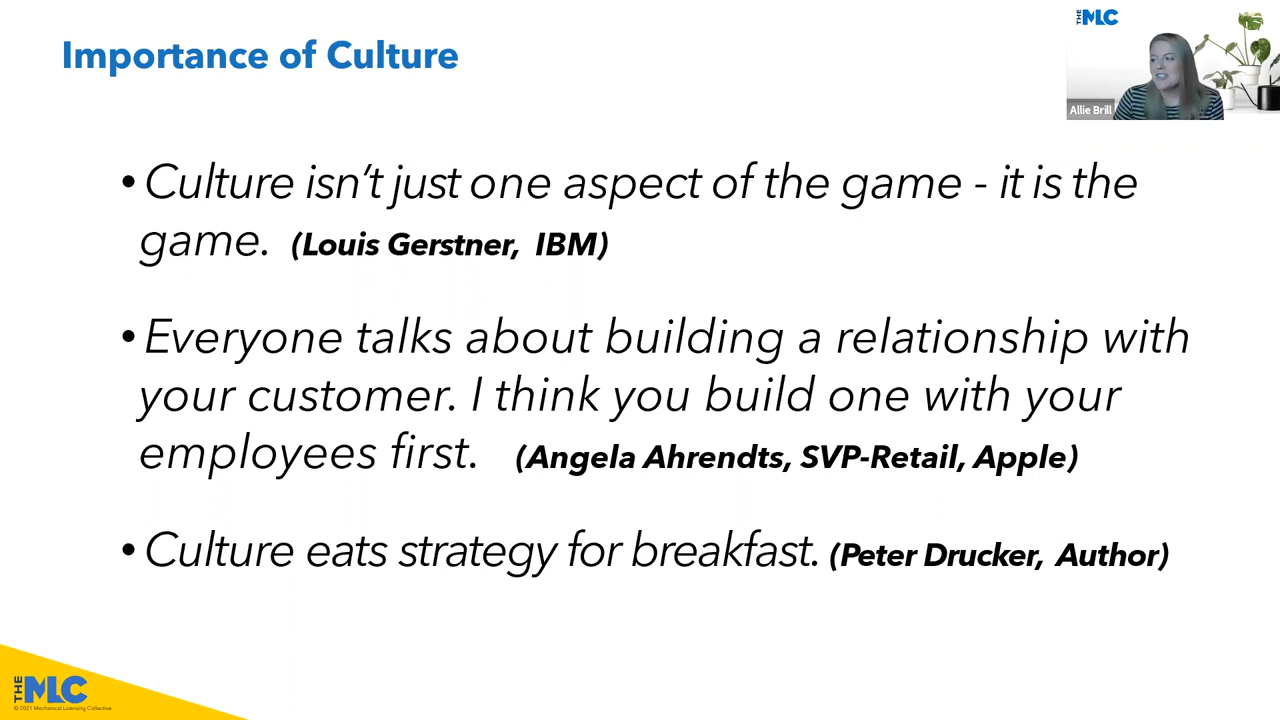 Importance of Culture
THE MLC
Allie Brill
• Culture isn’t just one aspect of the game - it is the
game. (Louis Gerstner, IBM)
• Everyone talks about building a relationship with
your customer. I think you build one with your
employees first. (Angela Ahrendts, SVP-Retail, Apple)
• Culture eats strategy for breakfast. (Peter Drucker, Author)
THE MLC
© 2021 Mechanical Licensing Collective